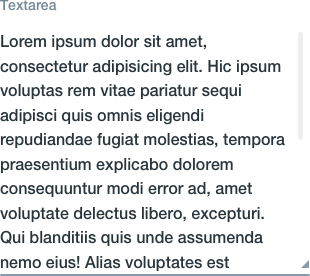 Textarea
Lorem ipsum dolor sit amet,
consectetur adipisicing elit. Hic ipsum
voluptas rem vitae pariatur sequi
adipisci quis omnis eligendi
repudiandae fugiat molestias, tempora
praesentium explicabo dolorem
consequuntur modi error ad, amet
voluptate delectus libero, excepturi.
Qui blanditiis quis unde assumenda
nemo eius! Alias voluptates est